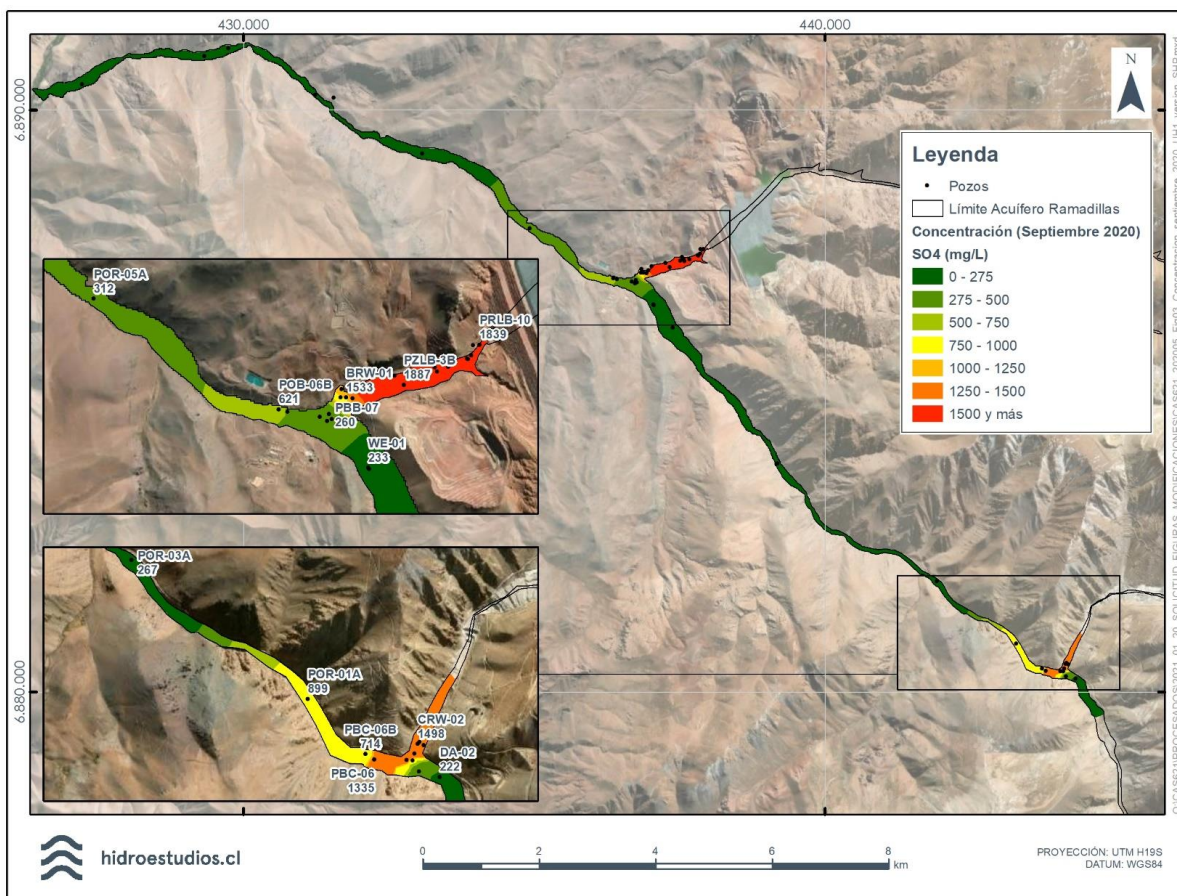 430.000
440.000
6.890.000
6.880.000
N
Leyenda
Pozos
Límite Acuífero Ramadillas
Concentración (Septiembre 2020)
SO4 (mg/L)
0 - 275
275 - 500
500 - 750
750 - 1000
1000 - 1250
1250 - 1500
1500 y más
POR-05A
312
PRLB-10
1839
PZLB-3B
1887
BRW-01
1533
POB-06B
621
PBB-07
260
WE-01
233
POR-03A
267
POR-01A
899
CRW-02
1498
PBC-06B
714
DA-02
222
PBC-06
1335
hidroestudios.cl
0 2 4 6 8
km
PROYECCIÓN: UTM H19S
DATUM: WGS84